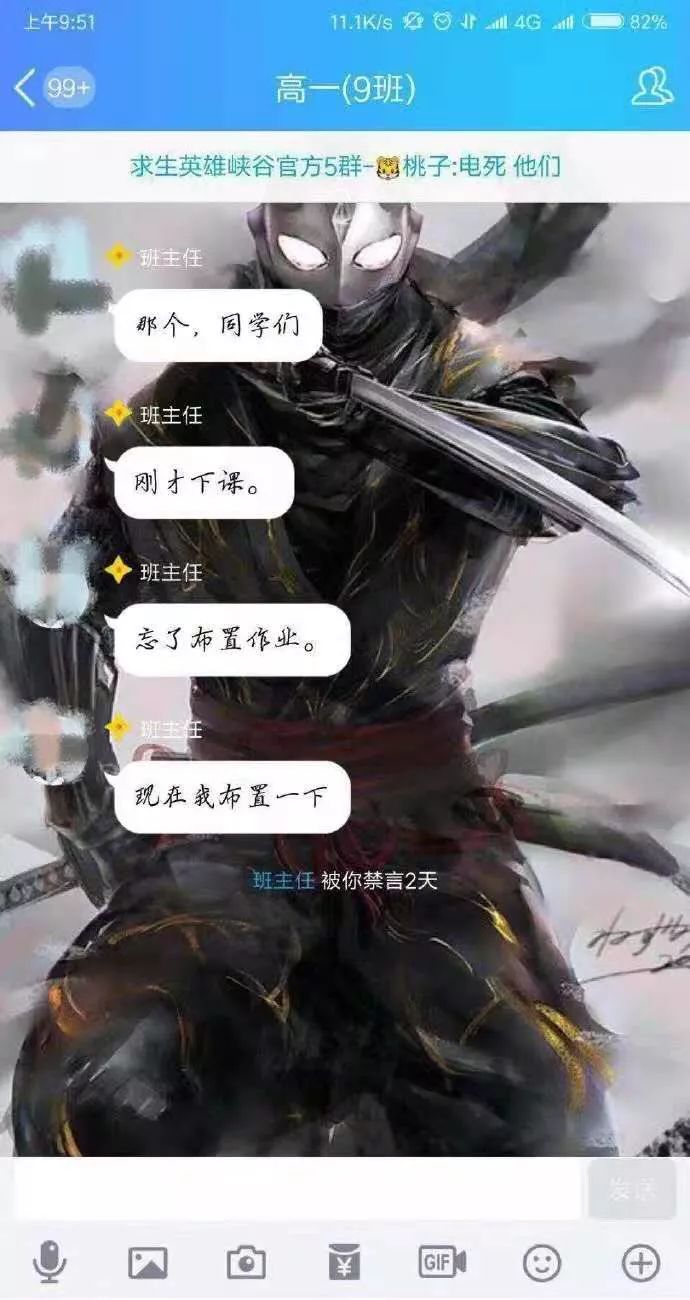 上午9:51 11.1K/s 4G 82%
99+ 高一(9班)
求生英雄峡谷官方5群-🐯桃子:电死 他们
班主任
那个，同学们
班主任
刚才下课。
班主任
忘了布置作业。
班主任
现在我布置一下
班主任 被你禁言2天
发送
GIF